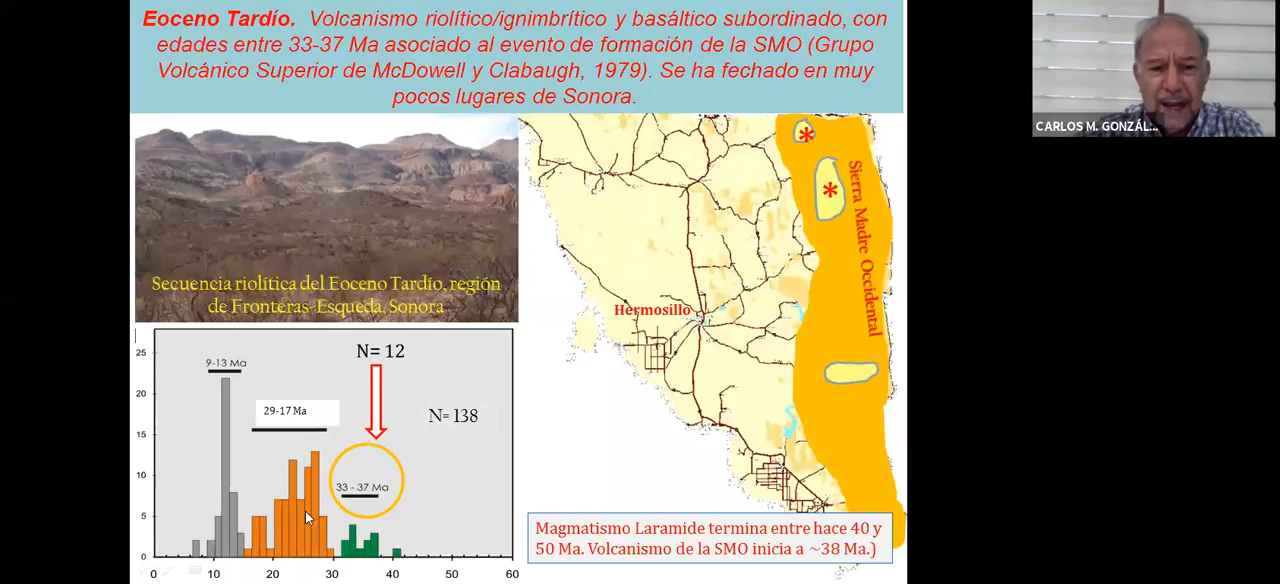 Eoceno Tardío. Volcanismo riolítico/ignimbrítico y basáltico subordinado, con
edades entre 33-37 Ma asociado al evento de formación de la SMO (Grupo
Volcánico Superior de McDowell y Clabaugh, 1979). Se ha fechado en muy
pocos lugares de Sonora.
CARLOS M. GONZÁL...
Secuencia riolítica del Eoceno Tardío, región
de Fronteras-Esqueda, Sonora
*
*
Sierra Madre Occidental
Hermosillo
N= 12
N= 138
9-13 Ma
29-17 Ma
33 - 37 Ma
25
20
15
10
5
0
0
10
20
30
40
50
60
Magmatismo Laramide termina entre hace 40 y
50 Ma. Volcanismo de la SMO inicia a ~38 Ma.)